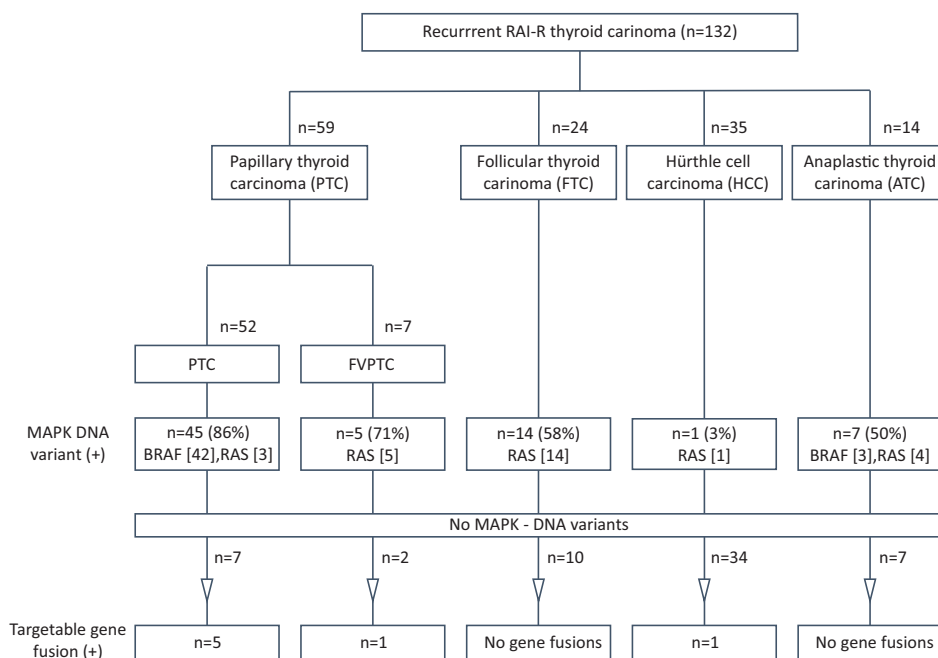 Recurrrent RAI-R thyroid carinoma (n=132)
n=59
n=24
n=35
n=14
Papillary thyroid
carcinoma (PTC)
Follicular thyroid
carinoma (FTC)
Hürthle cell
carcinoma (HCC)
Anaplastic thyroid
carinoma (ATC)
n=52
n=7
PTC
FVPTC
MAPK DNA
variant (+)
n=45 (86%)
BRAF [42],RAS [3]
n=5 (71%)
RAS [5]
n=14 (58%)
RAS [14]
n=1 (3%)
RAS [1]
n=7 (50%)
BRAF [3],RAS [4]
No MAPK - DNA variants
n=7
n=2
n=10
n=34
n=7
Targetable gene
fusion (+)
n=5
n=1
No gene fusions
n=1
No gene fusions